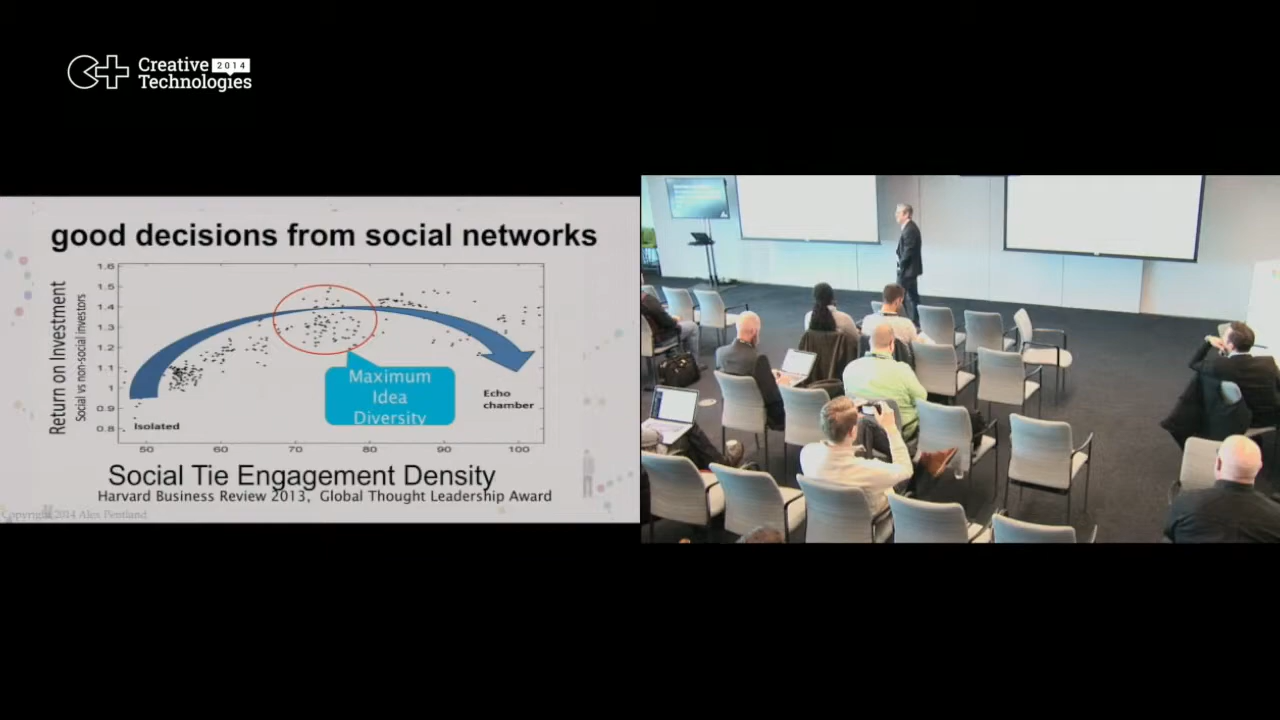 Creative 2014
Technologies
good decisions from social networks
Return on Investment
Social vs non-social investors
1.6
1.5
1.4
1.3
1.2
1.1
1
0.9
0.8
Maximum
Idea
Diversity
Echo
chamber
Isolated
50 60 70 80 90 100
Social Tie Engagement Density
Harvard Business Review 2013, Global Thought Leadership Award
Copyright 2014 Alex Pentland